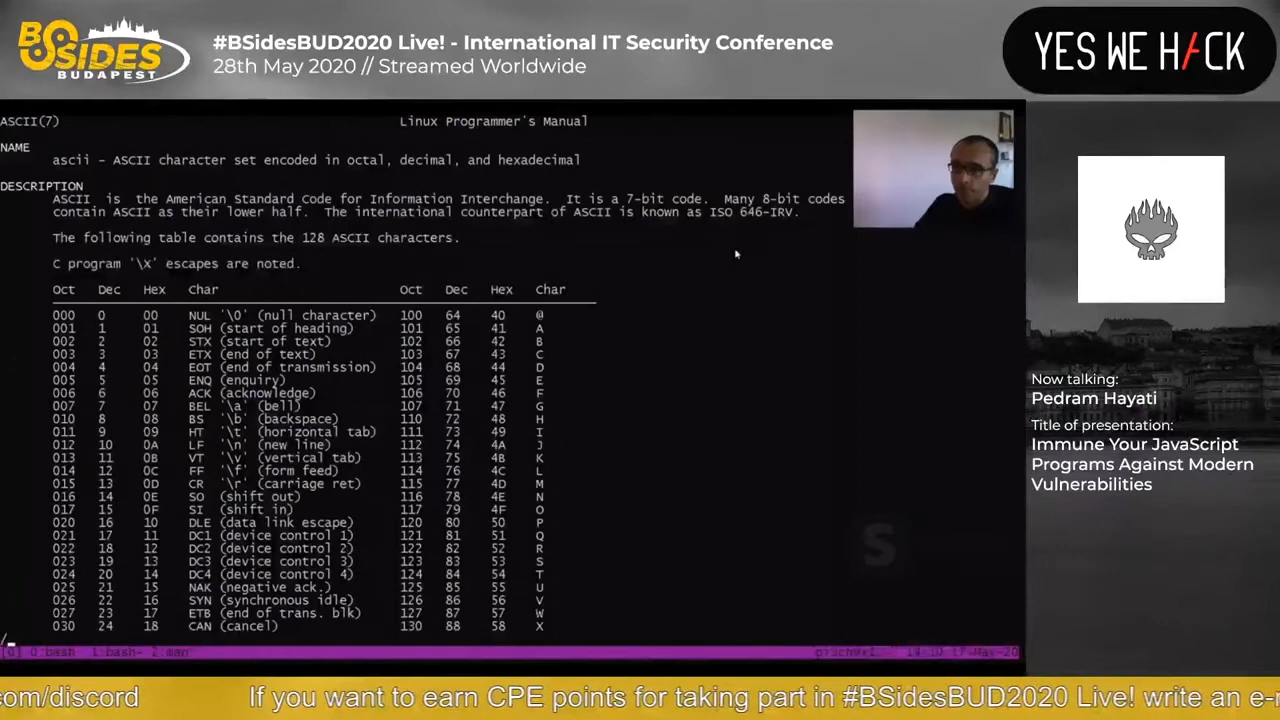 BSIDES
BUDAPEST
#BSidesBUD2020 Live! - International IT Security Conference
28th May 2020 // Streamed Worldwide
YES WE H/CK
ASCII(7) Linux Programmer's Manual
NAME
ascii - ASCII character set encoded in octal, decimal, and hexadecimal
DESCRIPTION
ASCII is the American Standard Code for Information Interchange. It is a 7-bit code. Many 8-bit codes
contain ASCII as their lower half. The international counterpart of ASCII is known as ISO 646-IRV.
The following table contains the 128 ASCII characters.
C program '\X' escapes are noted.
Oct Dec Hex Char Oct Dec Hex Char
000 0 00 NUL '\0' (null character) 100 64 40 @
001 1 01 SOH (start of heading) 101 65 41 A
002 2 02 STX (start of text) 102 66 42 B
003 3 03 ETX (end of text) 103 67 43 C
004 4 04 EOT (end of transmission) 104 68 44 D
005 5 05 ENQ (enquiry) 105 69 45 E
006 6 06 ACK (acknowledge) 106 70 46 F
007 7 07 BEL '\a' (bell) 107 71 47 G
010 8 08 BS '\b' (backspace) 110 72 48 H
011 9 09 HT '\t' (horizontal tab) 111 73 49 I
012 10 0A LF '\n' (new line) 112 74 4A J
013 11 0B VT '\v' (vertical tab) 113 75 4B K
014 12 0C FF '\f' (form feed) 114 76 4C L
015 13 0D CR '\r' (carriage ret) 115 77 4D M
016 14 0E SO (shift out) 116 78 4E N
017 15 0F SI (shift in) 117 79 4F O
020 16 10 DLE (data link escape) 120 80 50 P
021 17 11 DC1 (device control 1) 121 81 51 Q
022 18 12 DC2 (device control 2) 122 82 52 R
023 19 13 DC3 (device control 3) 123 83 53 S
024 20 14 DC4 (device control 4) 124 84 54 T
025 21 15 NAK (negative ack.) 125 85 55 U
026 22 16 SYN (synchronous idle) 126 86 56 V
027 23 17 ETB (end of trans. blk) 127 87 57 W
030 24 18 CAN (cancel) 130 88 58 X
/
[0] 0:bash 1:bash- 2:man*
S
Now talking:
Pedram Hayati
Title of presentation:
Immune Your JavaScript
Programs Against Modern
Vulnerabilities
com/discord If you want to earn CPE points for taking part in #BSidesBUD2020 Live! write an e-